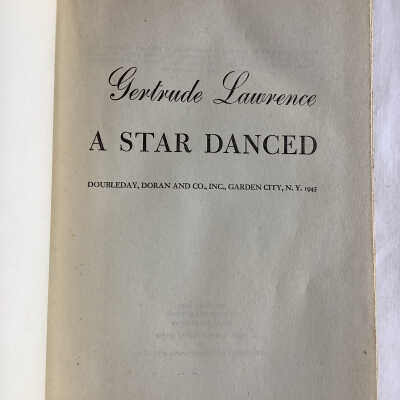 Gertrude Lawrence
A STAR DANCED
DOUBLEDAY, DORAN AND CO., INC., GARDEN CITY, N. Y. 1945